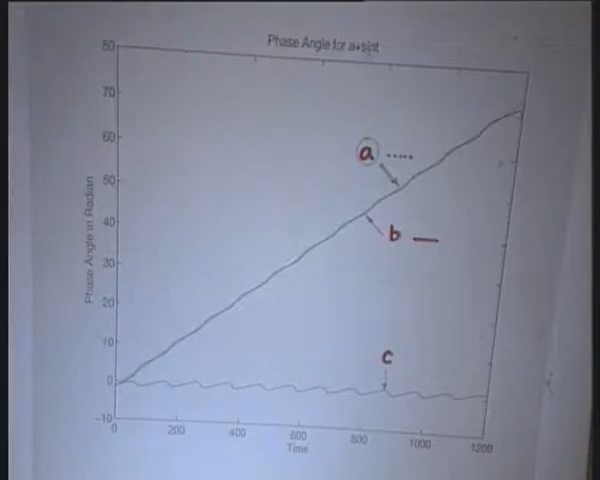 Phase Angle for a+sint
80
70
60
50
40
30
20
10
0
-10
Phase Angle in Radian
a .....
b —
c
0 200 400 600 800 1000 1200
Time